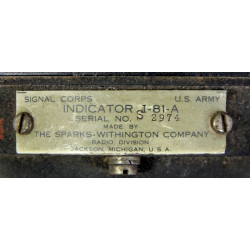 SIGNAL CORPS U.S. ARMY
INDICATOR I-81-A
SERIAL NO. S 2974
MADE BY
THE SPARKS-WITHINGTON COMPANY
RADIO DIVISION
JACKSON, MICHIGAN, U.S.A.